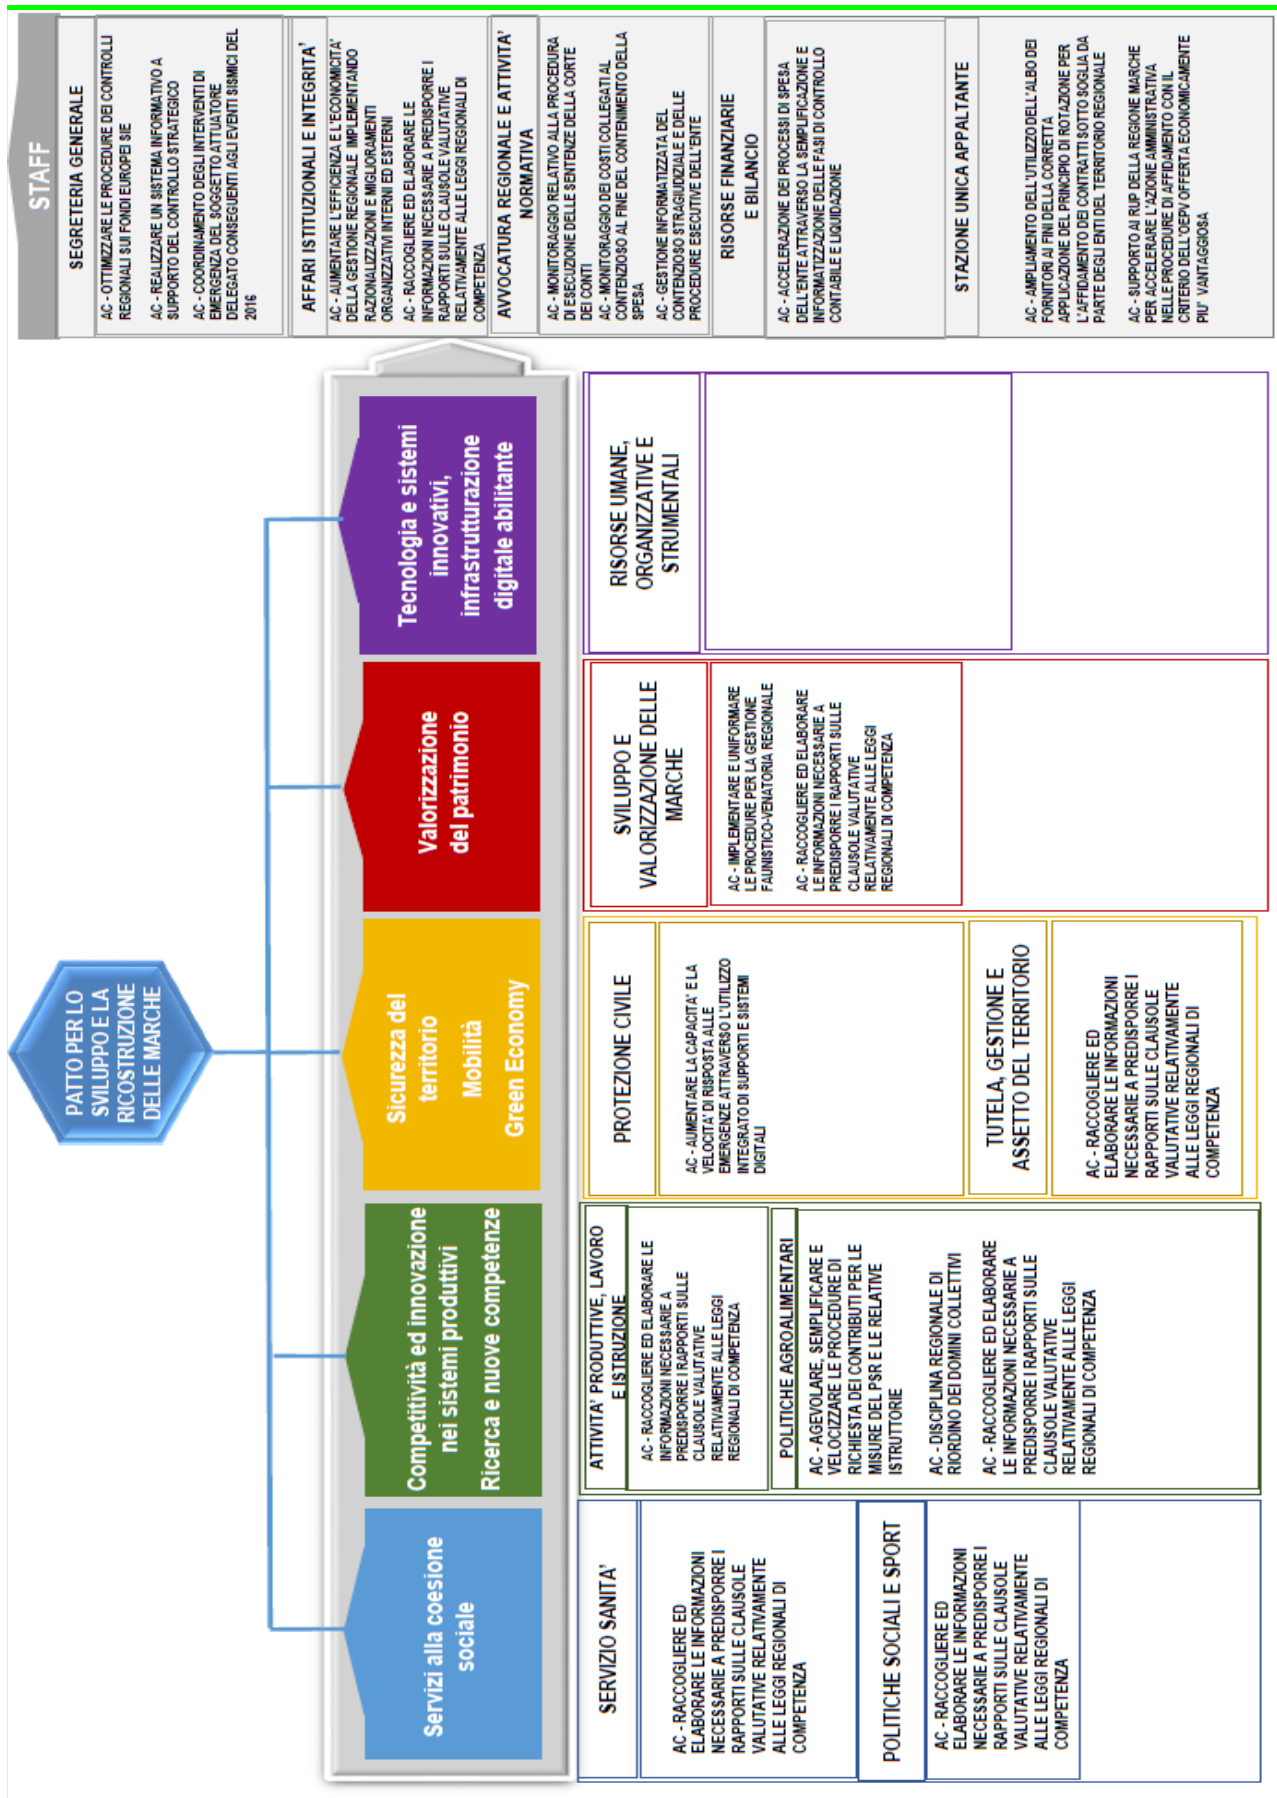 PATTO PER LO
SVILUPPO E LA
RICOSTRUZIONE
DELLE MARCHE
Servizi alla coesione
sociale
Competitività ed innovazione
nei sistemi produttivi
Ricerca e nuove competenze
Sicurezza del
territorio
Mobilità
Green Economy
Valorizzazione
del patrimonio
Tecnologia e sistemi
innovativi,
infrastrutturazione
digitale abilitante
SERVIZIO SANITA'
AC - RACCOGLIERE ED
ELABORARE LE INFORMAZIONI
NECESSARIE A PREDISPORRE I
RAPPORTI SULLE CLAUSOLE
VALUTATIVE RELATIVAMENTE
ALLE LEGGI REGIONALI DI
COMPETENZA
POLITICHE SOCIALI E SPORT
AC - RACCOGLIERE ED
ELABORARE LE INFORMAZIONI
NECESSARIE A PREDISPORRE I
RAPPORTI SULLE CLAUSOLE
VALUTATIVE RELATIVAMENTE
ALLE LEGGI REGIONALI DI
COMPETENZA
ATTIVITA' PRODUTTIVE, LAVORO
E ISTRUZIONE
AC - RACCOGLIERE ED ELABORARE LE
INFORMAZIONI NECESSARIE A
PREDISPORRE I RAPPORTI SULLE
CLAUSOLE VALUTATIVE
RELATIVAMENTE ALLE LEGGI
REGIONALI DI COMPETENZA
POLITICHE AGROALIMENTARI
AC - AGEVOLARE, SEMPLIFICARE E
VELOCIZZARE LE PROCEDURE DI
RICHIESTA DEI CONTRIBUTI PER LE
MISURE DEL PSR E LE RELATIVE
ISTRUTTORIE
AC - DISCIPLINA REGIONALE DI
RIORDINO DEI DOMINI COLLETTIVI
AC - RACCOGLIERE ED ELABORARE
LE INFORMAZIONI NECESSARIE A
PREDISPORRE I RAPPORTI SULLE
CLAUSOLE VALUTATIVE
RELATIVAMENTE ALLE LEGGI
REGIONALI DI COMPETENZA
PROTEZIONE CIVILE
AC - AUMENTARE LA CAPACITA' E LA
VELOCITA' DI RISPOSTA ALLE
EMERGENZE ATTRAVERSO L'UTILIZZO
INTEGRATO DI SUPPORTI E SISTEMI
DIGITALI
TUTELA, GESTIONE E
ASSETTO DEL TERRITORIO
AC - RACCOGLIERE ED
ELABORARE LE INFORMAZIONI
NECESSARIE A PREDISPORRE I
RAPPORTI SULLE CLAUSOLE
VALUTATIVE RELATIVAMENTE
ALLE LEGGI REGIONALI DI
COMPETENZA
SVILUPPO E
VALORIZZAZIONE DELLE
MARCHE
AC - IMPLEMENTARE E UNIFORMARE
LE PROCEDURE PER LA GESTIONE
FAUNISTICO-VENATORIA REGIONALE
AC - RACCOGLIERE ED ELABORARE
LE INFORMAZIONI NECESSARIE A
PREDISPORRE I RAPPORTI SULLE
CLAUSOLE VALUTATIVE
RELATIVAMENTE ALLE LEGGI
REGIONALI DI COMPETENZA
RISORSE UMANE,
ORGANIZZATIVE E
STRUMENTALI
STAFF
SEGRETERIA GENERALE
AC - OTTIMIZZARE LE PROCEDURE DEI CONTROLLI
REGIONALI SUI FONDI EUROPEI SIE
AC - REALIZZARE UN SISTEMA INFORMATIVO A
SUPPORTO DEL CONTROLLO STRATEGICO
AC - COORDINAMENTO DEGLI INTERVENTI DI
EMERGENZA DEL SOGGETTO ATTUATORE
DELEGATO CONSEGUENTI AGLI EVENTI SISMICI DEL
2016
AFFARI ISTITUZIONALI E INTEGRITA'
AC - AUMENTARE L'EFFICIENZA E L'ECONOMICITA'
DELLA GESTIONE REGIONALE IMPLEMENTANDO
RAZIONALIZZAZIONI E MIGLIORAMENTI
ORGANIZZATIVI INTERNI ED ESTERNI
AC - RACCOGLIERE ED ELABORARE LE
INFORMAZIONI NECESSARIE A PREDISPORRE I
RAPPORTI SULLE CLAUSOLE VALUTATIVE
RELATIVAMENTE ALLE LEGGI REGIONALI DI
COMPETENZA
AVVOCATURA REGIONALE E ATTIVITA'
NORMATIVA
AC - MONITORAGGIO RELATIVO ALLA PROCEDURA
DI ESECUZIONE DELLE SENTENZE DELLA CORTE
DEI CONTI
AC - MONITORAGGIO DEI COSTI COLLEGATI AL
CONTENZIOSO AL FINE DEL CONTENIMENTO DELLA
SPESA
AC - GESTIONE INFORMATIZZATA DEL
CONTENZIOSO STRAGIUDIZIALE E DELLE
PROCEDURE ESECUTIVE DELL'ENTE
RISORSE FINANZIARIE
E BILANCIO
AC - ACCELERAZIONE DEI PROCESSI DI SPESA
DELL'ENTE ATTRAVERSO LA SEMPLIFICAZIONE E
INFORMATIZZAZIONE DELLE FASI DI CONTROLLO
CONTABILE E LIQUIDAZIONE
STAZIONE UNICA APPALTANTE
AC - AMPLIAMENTO DELL'UTILIZZO DELL'ALBO DEI
FORNITORI AI FINI DELLA CORRETTA
APPLICAZIONE DEL PRINCIPIO DI ROTAZIONE PER
L'AFFIDAMENTO DEI CONTRATTI SOTTO SOGLIA DA
PARTE DEGLI ENTI DEL TERRITORIO REGIONALE
AC - SUPPORTO AI RUP DELLA REGIONE MARCHE
PER ACCELERARE L'AZIONE AMMINISTRATIVA
NELLE PROCEDURE DI AFFIDAMENTO CON IL
CRITERIO DELL'OEPV OFFERTA ECONOMICAMENTE
PIU' VANTAGGIOSA